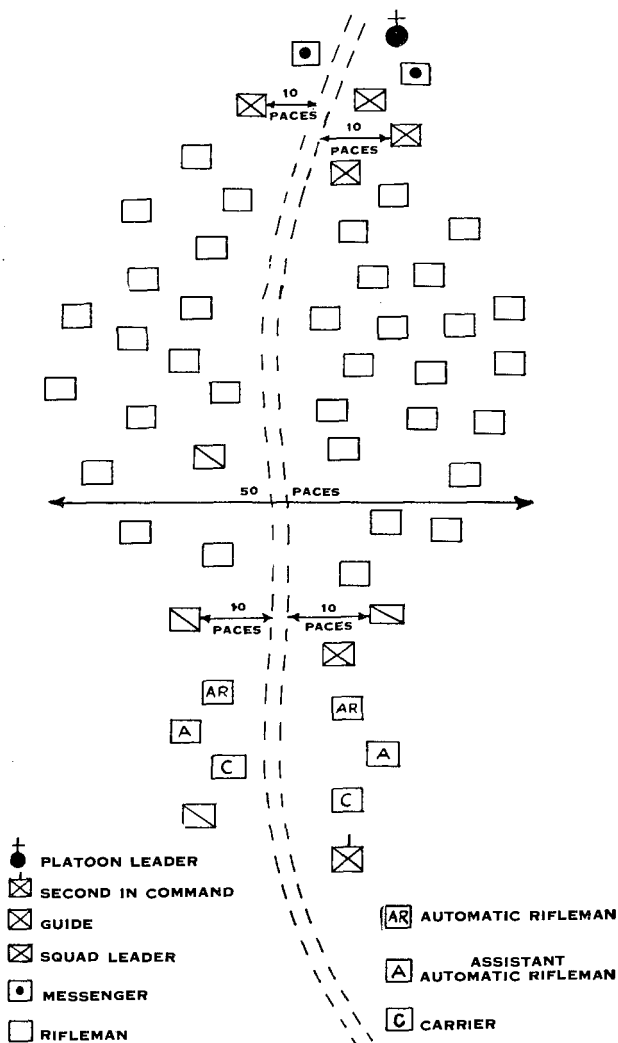 10
PACES
10
PACES
50 PACES
10
PACES
10
PACES
AR
AR
A
A
C
C
PLATOON LEADER
SECOND IN COMMAND
GUIDE
SQUAD LEADER
MESSENGER
RIFLEMAN
AR AUTOMATIC RIFLEMAN
A ASSISTANT
AUTOMATIC RIFLEMAN
C CARRIER